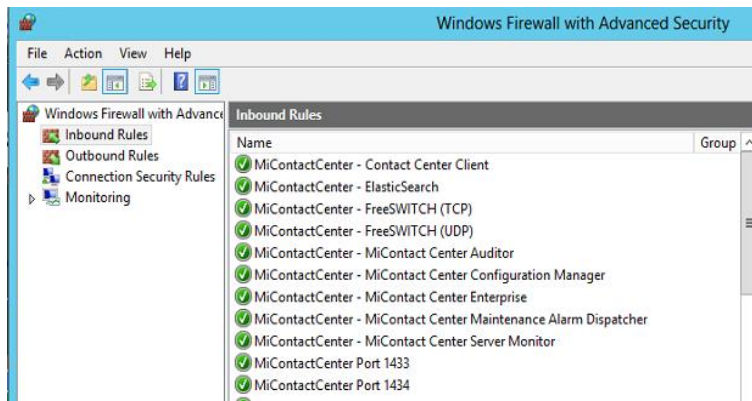 Windows Firewall with Advanced Security
File Action View Help
Windows Firewall with Advance
Inbound Rules
Outbound Rules
Connection Security Rules
Monitoring
Inbound Rules
Name Group
MiContactCenter - Contact Center Client
MiContactCenter - ElasticSearch
MiContactCenter - FreeSWITCH (TCP)
MiContactCenter - FreeSWITCH (UDP)
MiContactCenter - MiContact Center Auditor
MiContactCenter - MiContact Center Configuration Manager
MiContactCenter - MiContact Center Enterprise
MiContactCenter - MiContact Center Maintenance Alarm Dispatcher
MiContactCenter - MiContact Center Server Monitor
MiContactCenter Port 1433
MiContactCenter Port 1434